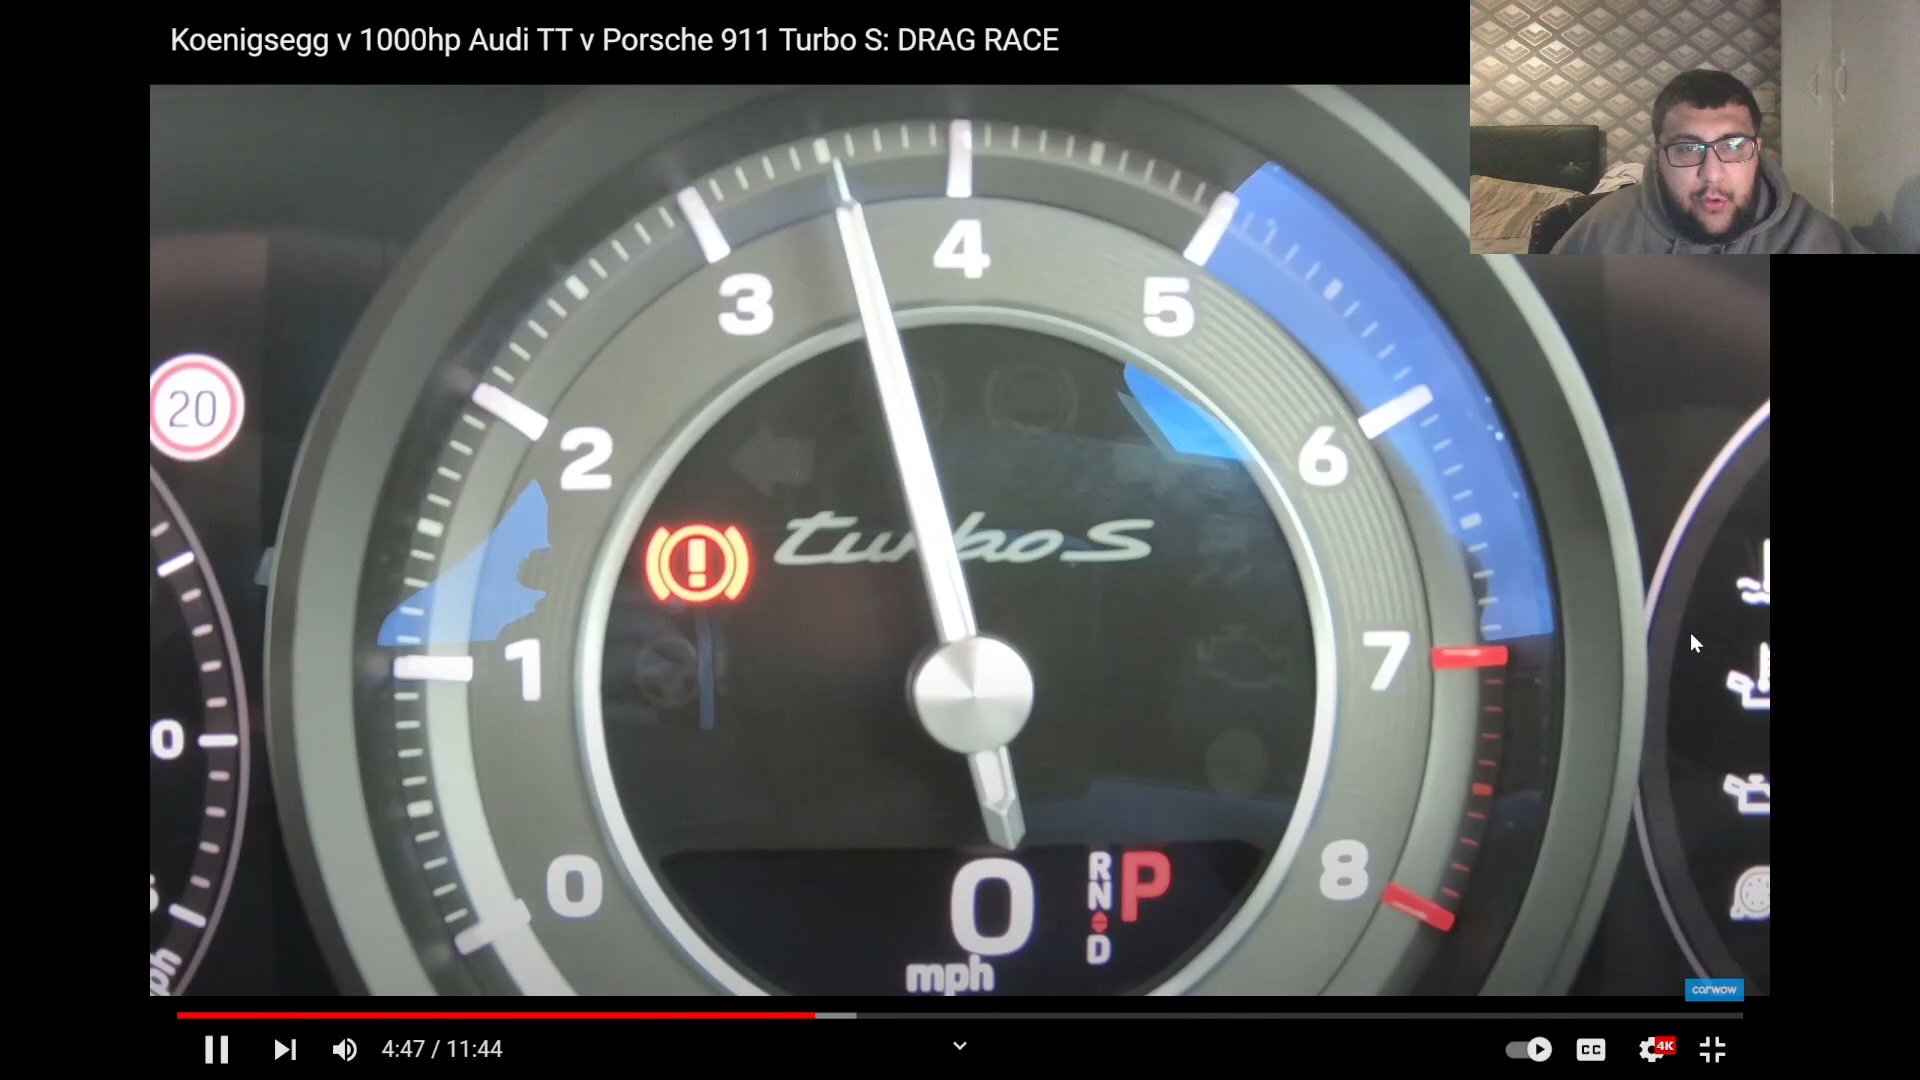 Koenigsegg v 1000hp Audi TT v Porsche 911 Turbo S: DRAG RACE
4
3
5
20
2
6
turbo S
1
7
0
0
8
0
R
N
P
D
mph
carwow
4:47 / 11:44
CC
4K